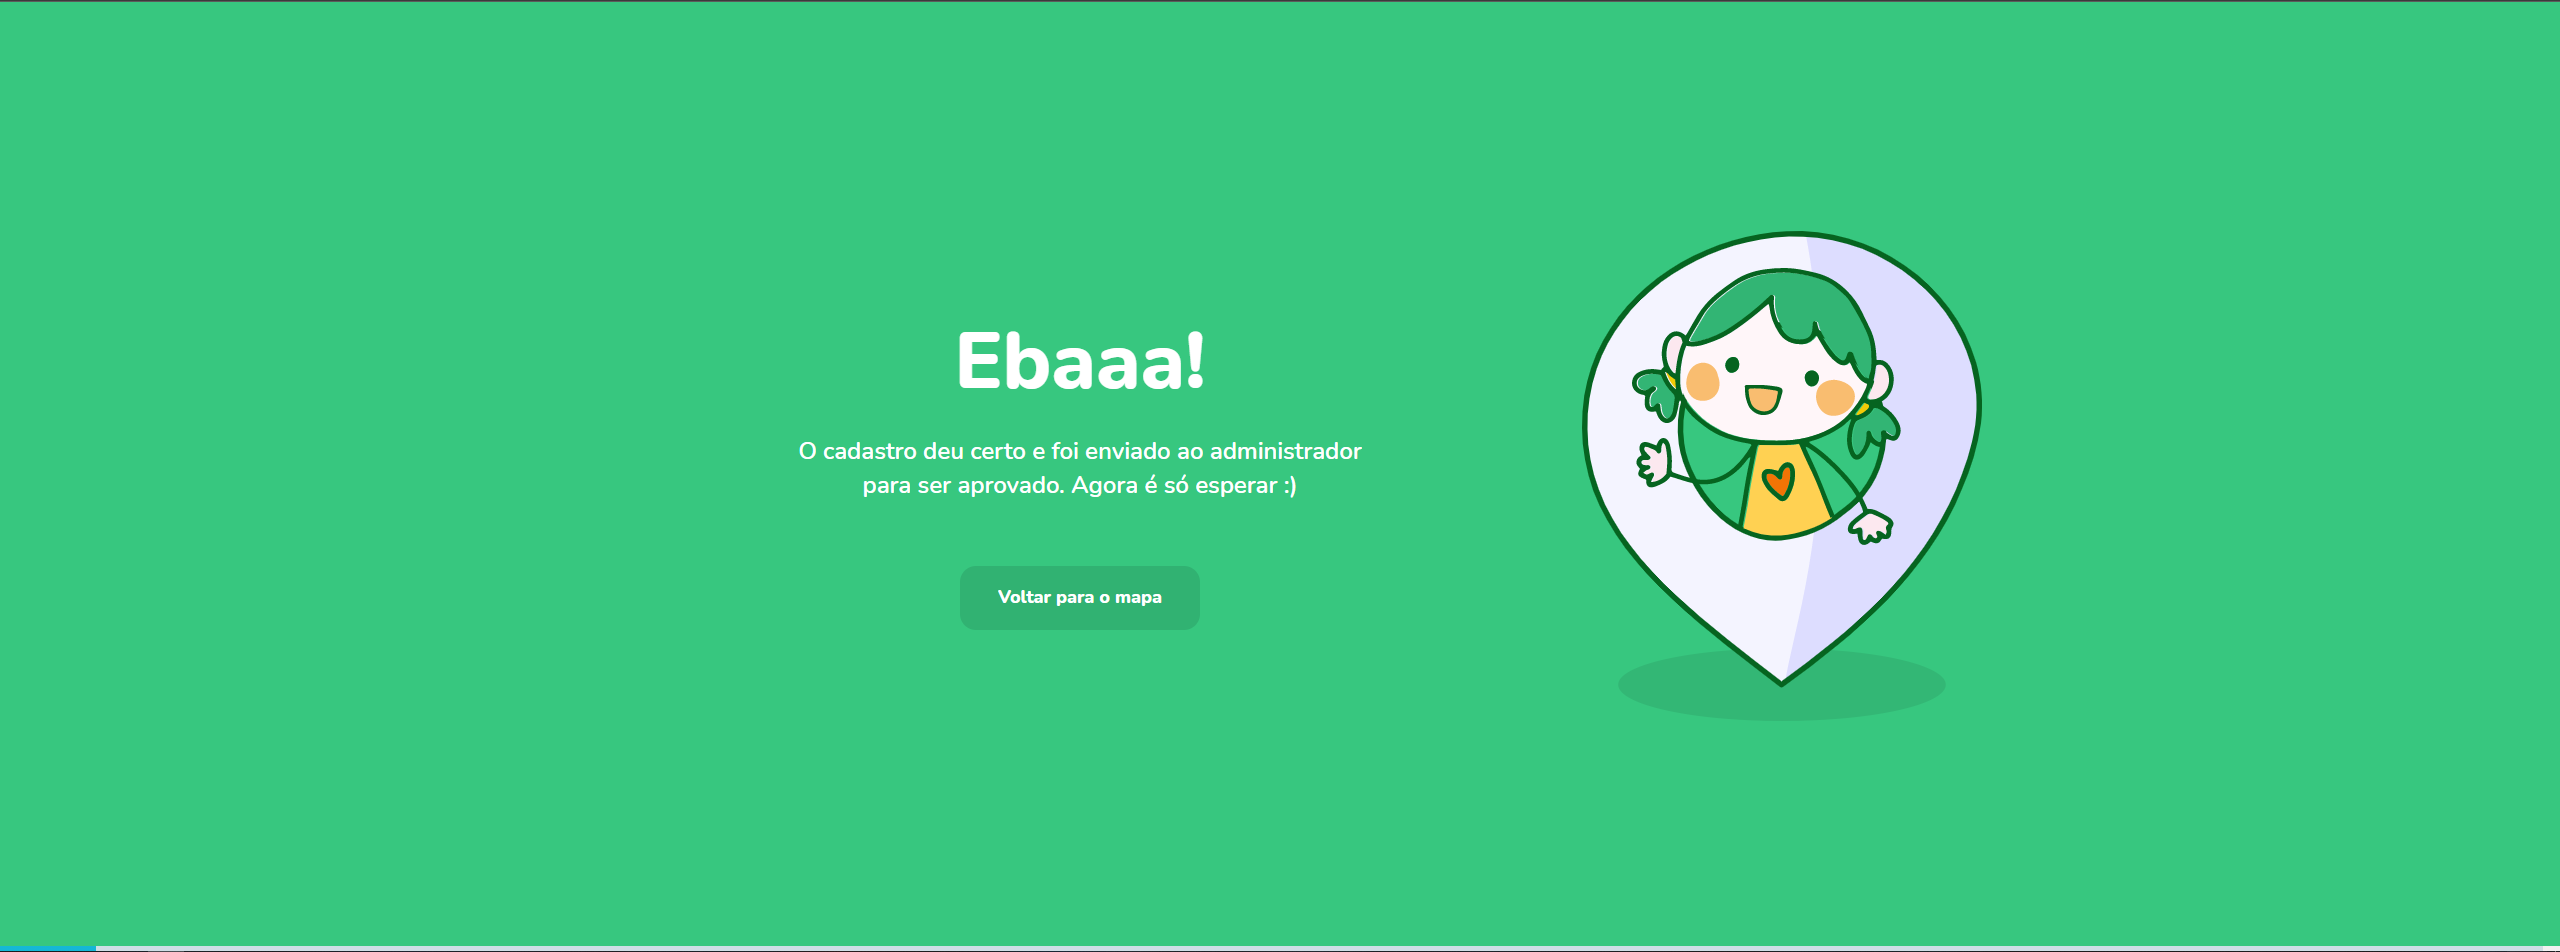 Ebaaa!
O cadastro deu certo e foi enviado ao administrador
para ser aprovado. Agora é só esperar :)
Voltar para o mapa